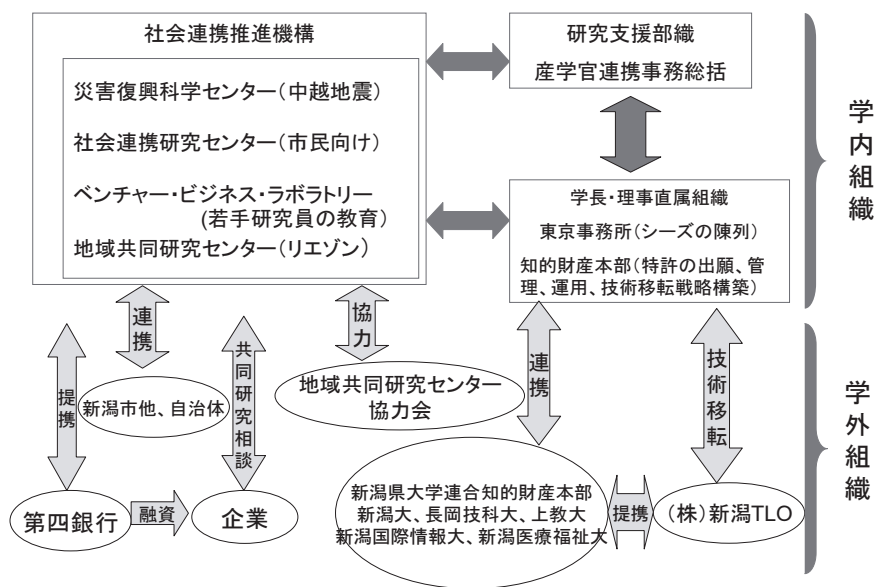 社会連携推進機構
災害復興科学センター(中越地震)
社会連携研究センター(市民向け)
ベンチャー・ビジネス・ラボラトリー
(若手研究員の教育)
地域共同研究センター(リエゾン)
研究支援部織
産学官連携事務総括
学長・理事直属組織
東京事務所(シーズの陳列)
知的財産本部(特許の出願、管
理、運用、技術移転戦略構築)
学内組織
提携
連携
共同研究相談
協力
連携
技術移転
新潟市他、自治体
地域共同研究センター
協力会
第四銀行
融資
企業
新潟県大学連合知的財産本部
新潟大、長岡技科大、上教大
新潟国際情報大、新潟医療福祉大
提携
(株)新潟TLO
学外組織